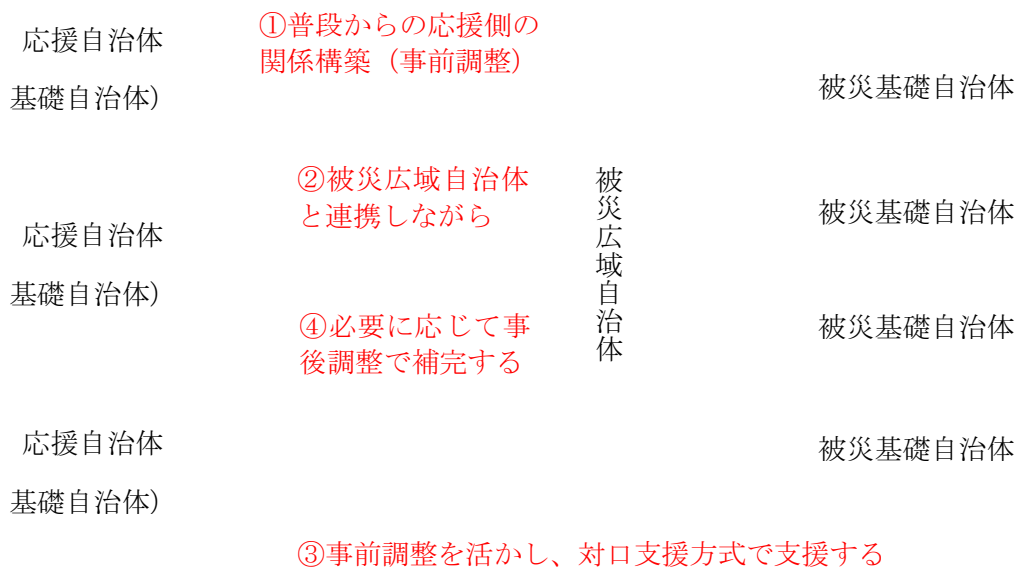 ①普段からの応援側の
関係構築（事前調整）
応援自治体
基礎自治体）
被災基礎自治体
②被災広域自治体
と連携しながら
被災広域自治体
被災基礎自治体
応援自治体
基礎自治体）
④必要に応じて事
後調整で補完する
被災基礎自治体
応援自治体
基礎自治体）
被災基礎自治体
③事前調整を活かし、対口支援方式で支援する